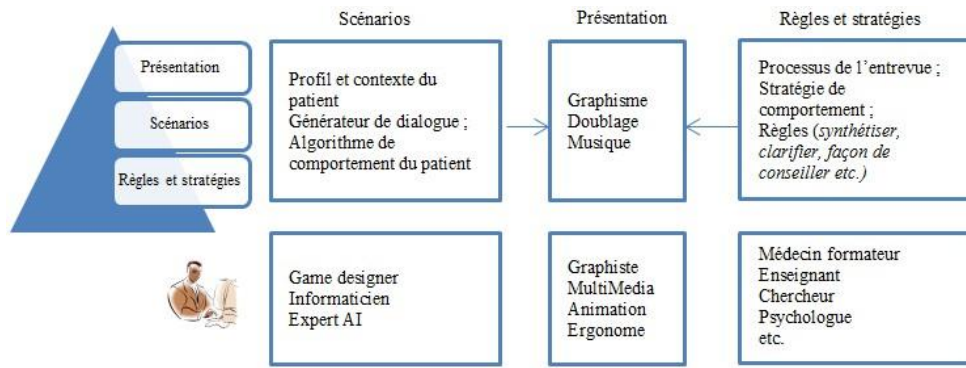 Présentation
Scénarios
Règles et stratégies
Scénarios
Profil et contexte du
patient
Générateur de dialogue ;
Algorithme de
comportement du patient
Présentation
Graphisme
Doublage
Musique
Règles et stratégies
Processus de l'entrevue ;
Stratégie de
comportement ;
Règles (synthétiser,
clarifier, façon de
conseiller etc.)
Game designer
Informaticien
Expert AI
Graphiste
MultiMedia
Animation
Ergonome
Médecin formateur
Enseignant
Chercheur
Psychologue
etc.